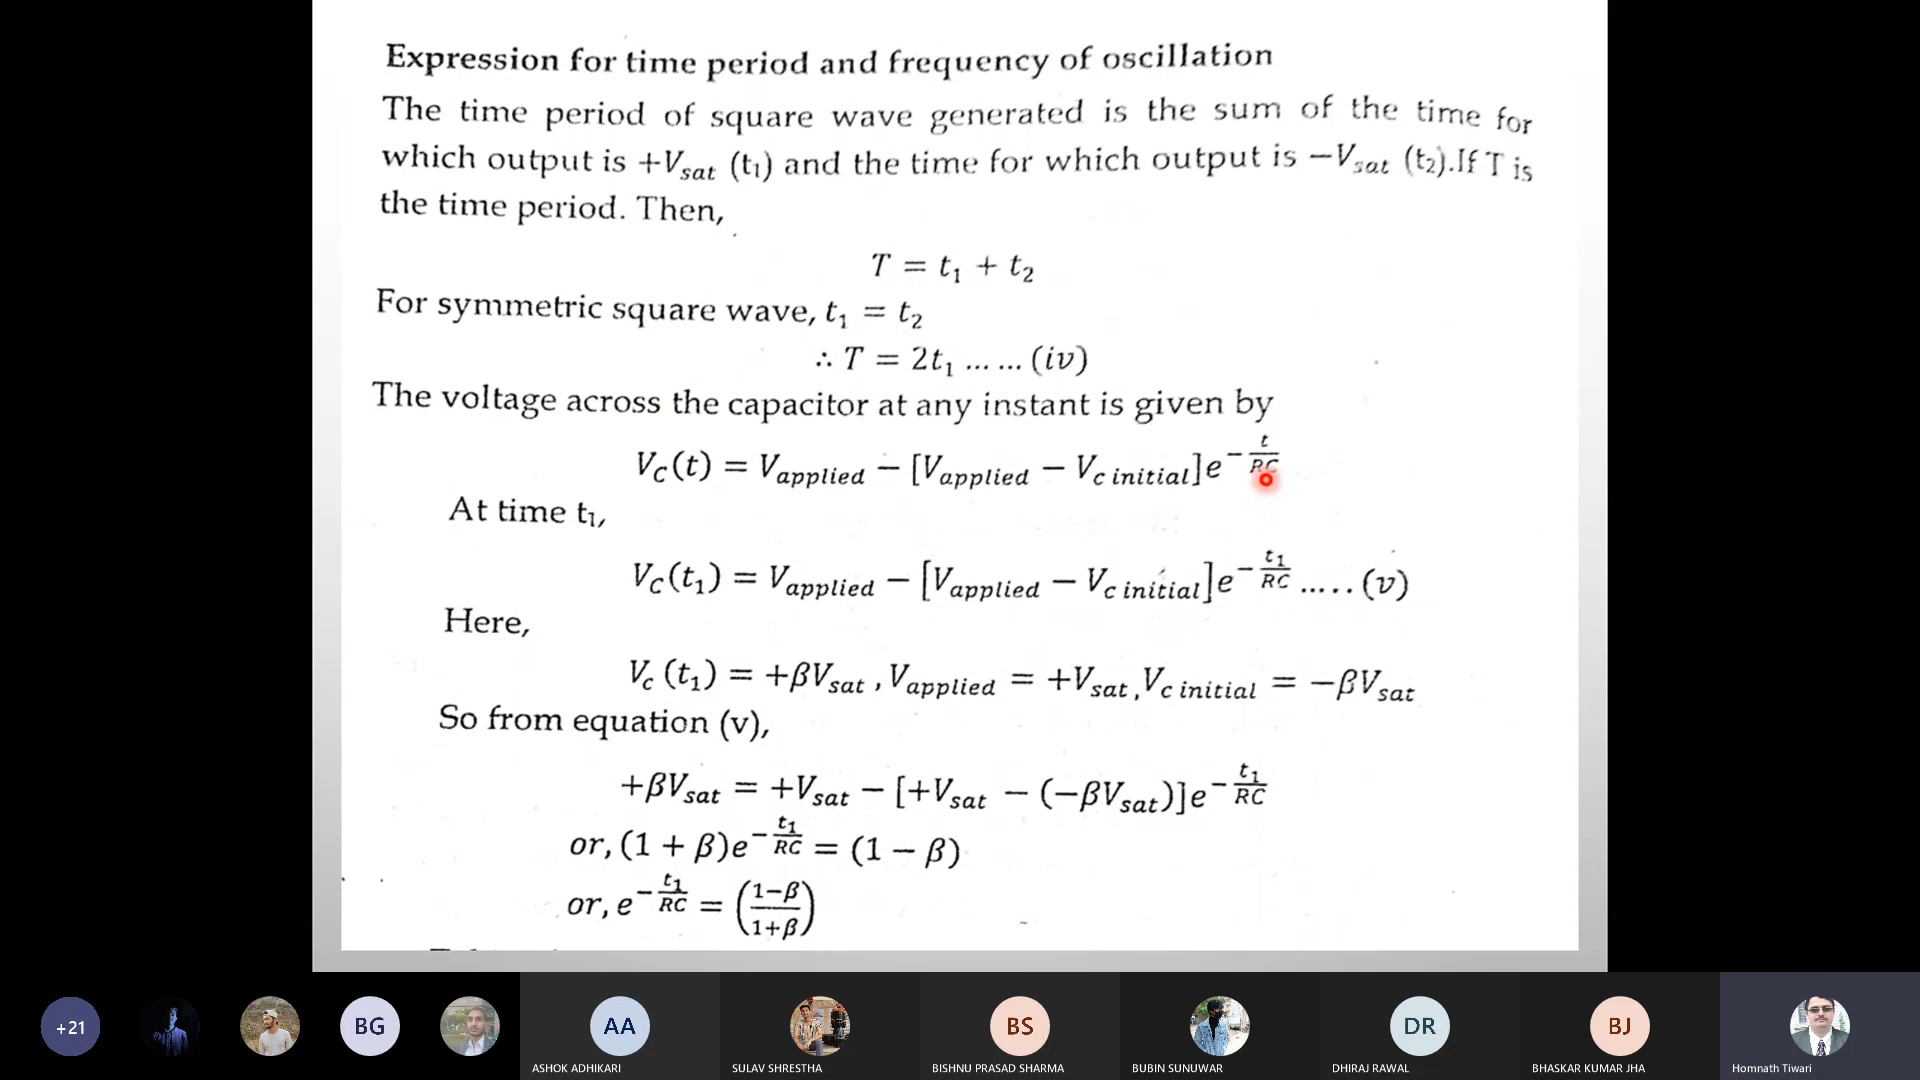 Expression for time period and frequency of oscillation
The time period of square wave generated is the sum of the time for
which output is +V_sat (t₁) and the time for which output is −V_sat (t₂).If T is
the time period. Then,
T = t₁ + t₂
For symmetric square wave, t₁ = t₂
∴ T = 2t₁ … … (iv)
The voltage across the capacitor at any instant is given by
V_C(t) = V_applied − [V_applied − V_c initial]e^(−t/RC)
At time t₁,
V_C(t₁) = V_applied − [V_applied − V_c initial]e^(−t₁/RC) … . . (v)
Here,
V_c (t₁) = +βV_sat , V_applied = +V_sat , V_c initial = −βV_sat
So from equation (v),
+βV_sat = +V_sat − [+V_sat − (−βV_sat)]e^(−t₁/RC)
or, (1 + β)e^(−t₁/RC) = (1 − β)
or, e^(−t₁/RC) = ((1−β)/(1+β))
+21
BG
AA
BS
DR
BJ
ASHOK ADHIKARI
SULAV SHRESTHA
BISHNU PRASAD SHARMA
BUBIN SUNUWAR
DHIRAJ RAWAL
BHASKAR KUMAR JHA
Homnath Tiwari